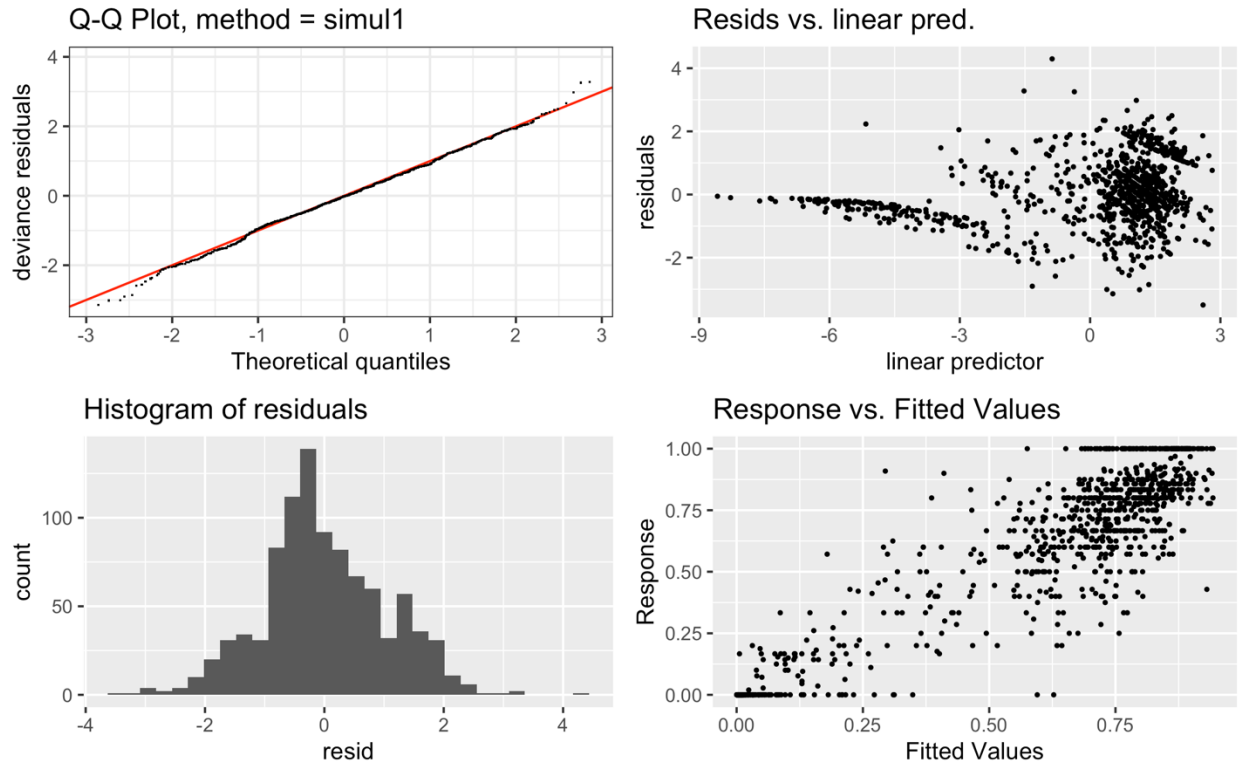 Q-Q Plot, method = simul1
4
2
0
-2
-3 -2 -1 0 1 2 3
deviance residuals
Theoretical quantiles
Resids vs. linear pred.
4
2
0
-2
-9 -6 -3 0 3
residuals
linear predictor
Histogram of residuals
100
50
0
-4 -2 0 2 4
count
resid
Response vs. Fitted Values
1.00
0.75
0.50
0.25
0.00
0.00 0.25 0.50 0.75
Response
Fitted Values